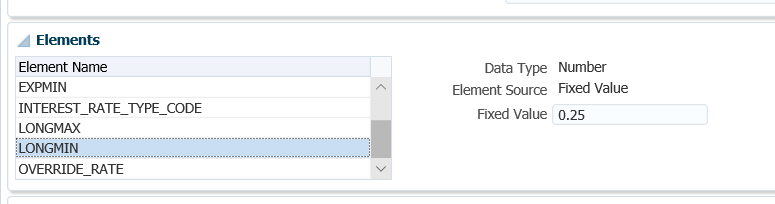 Elements
Element Name
EXPMIN
INTEREST_RATE_TYPE_CODE
LONGMAX
LONGMIN
OVERRIDE_RATE
Data Type Number
Element Source Fixed Value
Fixed Value 0.25